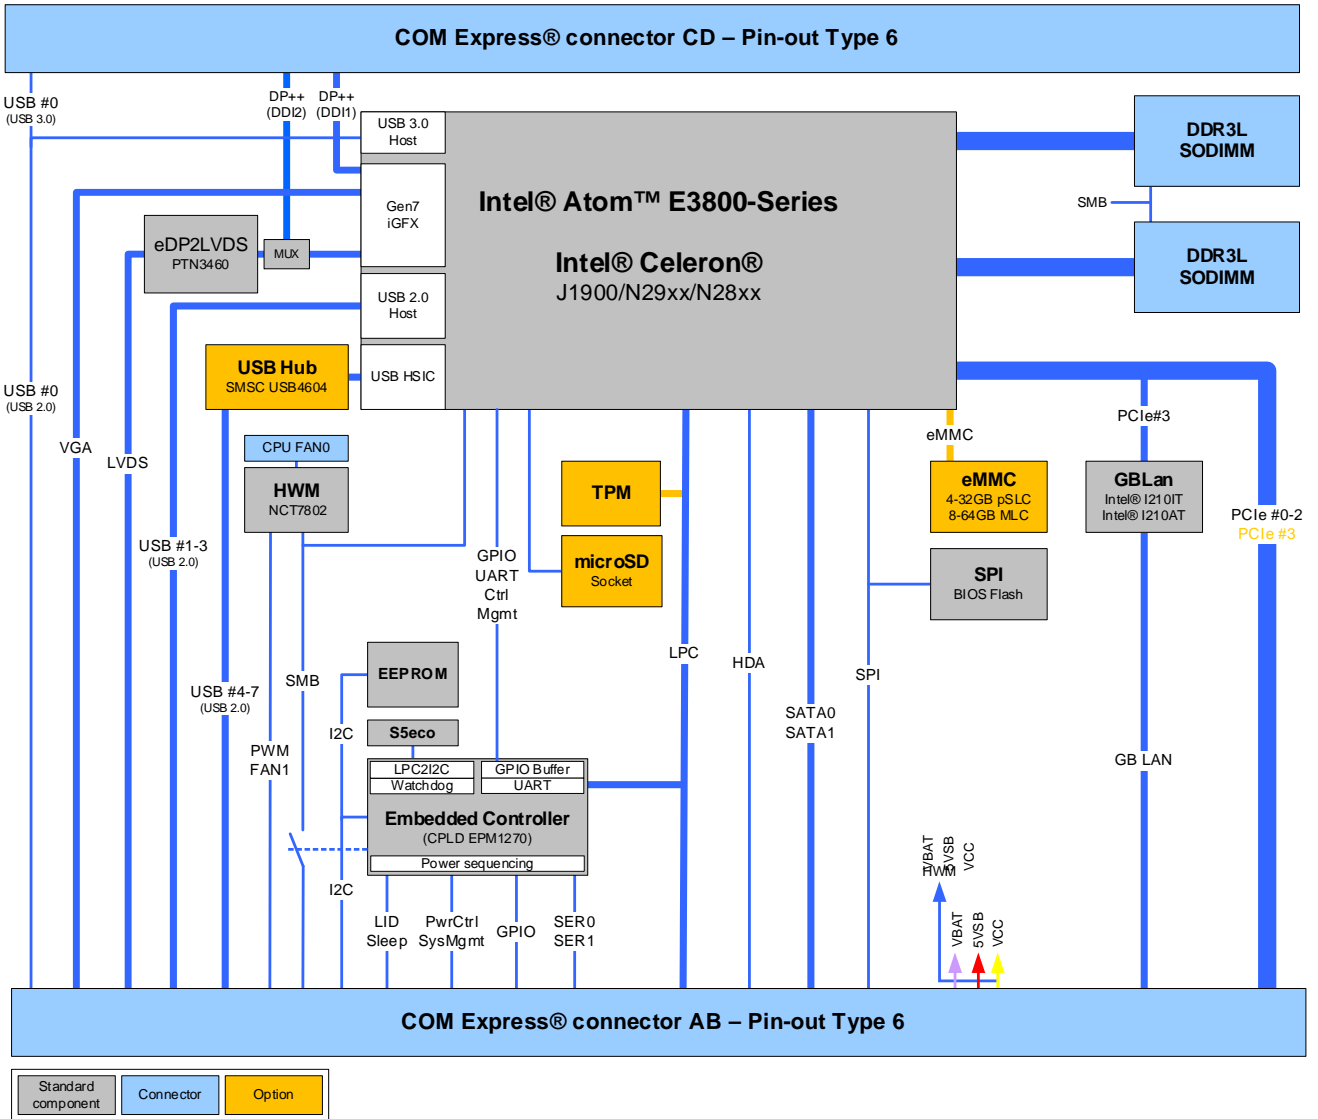 COM Express® connector CD – Pin-out Type 6
USB #0
(USB 3.0)
DP++
(DDI2)
DP++
(DDI1)
USB 3.0
Host
Gen7
iGFX
Intel® Atom™ E3800-Series
Intel® Celeron®
J1900/N29xx/N28xx
DDR3L
SODIMM
SMB
DDR3L
SODIMM
eDP2LVDS
PTN3460
MUX
USB 2.0
Host
USB Hub
SMSC USB4604
USB HSIC
USB #0
(USB 2.0)
VGA
LVDS
CPU FAN0
HWM
NCT7802
USB #1-3
(USB 2.0)
TPM
microSD
Socket
GPIO
UART
Ctrl
Mgmt
eMMC
eMMC
4-32GB pSLC
8-64GB MLC
PCIe#3
GBLan
Intel® I210IT
Intel® I210AT
PCIe #0-2
PCIe #3
SPI
BIOS Flash
EEPROM
S5eco
SMB
USB #4-7
(USB 2.0)
I2C
PWM
FAN1
LPC
HDA
SPI
SATA0
SATA1
GB LAN
LPC2I2C
Watchdog
GPIO Buffer
UART
Embedded Controller
(CPLD EPM1270)
Power sequencing
I2C
LID
Sleep
PwrCtrl
SysMgmt
GPIO
SER0
SER1
VBAT
5VSB
VCC
HWM
VBAT
5VSB
VCC
COM Express® connector AB – Pin-out Type 6
Standard
component
Connector
Option